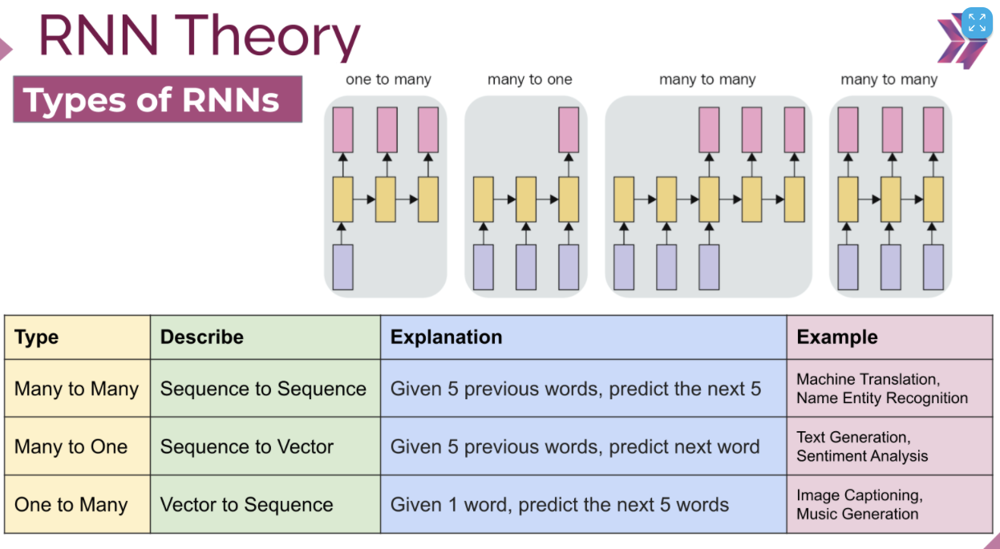 RNN Theory
Types of RNNs
one to many
many to one
many to many
many to many
Type
Describe
Explanation
Example
Many to Many
Sequence to Sequence
Given 5 previous words, predict the next 5
Machine Translation,
Name Entity Recognition
Many to One
Sequence to Vector
Given 5 previous words, predict next word
Text Generation,
Sentiment Analysis
One to Many
Vector to Sequence
Given 1 word, predict the next 5 words
Image Captioning,
Music Generation